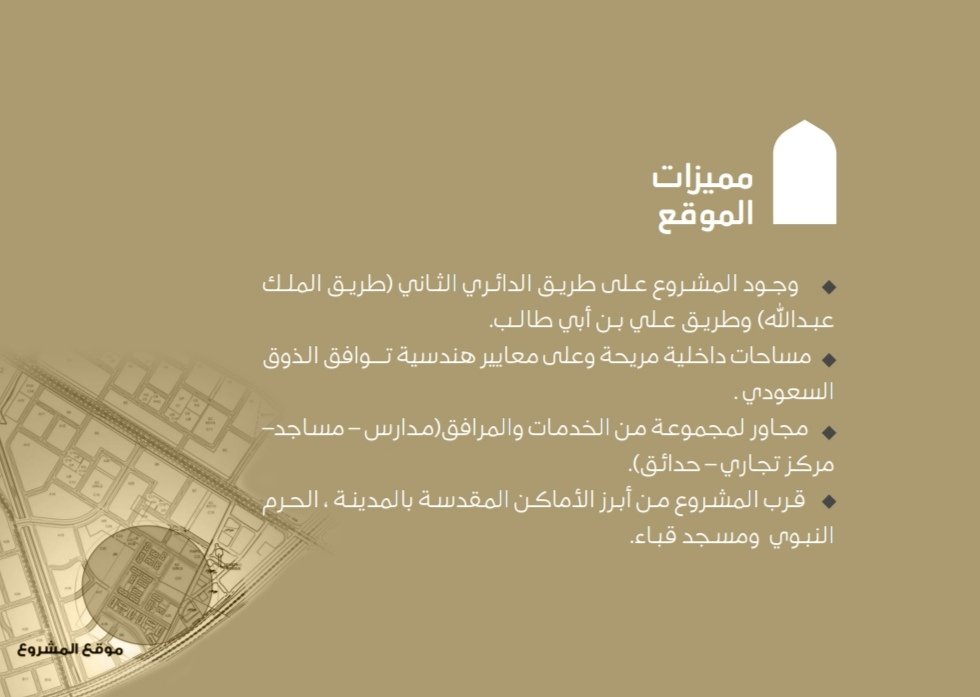 مميزات
الموقع
◆ وجود المشروع على طريق الدائري الثاني (طريق الملك
عبدالله) وطريق علي بن أبي طالب.
◆ مساحات داخلية مريحة وعلى معايير هندسية توافق الذوق
السعودي .
◆ مجاور لمجموعة من الخدمات والمرافق(مدارس – مساجد–
مركز تجاري – حدائق).
◆ قرب المشروع من أبرز الأماكن المقدسة بالمدينة ، الحرم
النبوي ومسجد قباء.
موقع المشروع